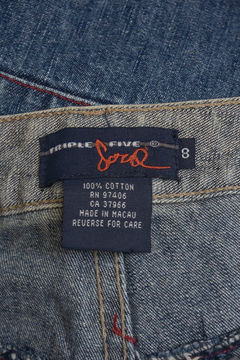 TRIPLE FIVE ®
Soul
8
100% COTTON
RN 97406
CA 37966
MADE IN MACAU
REVERSE FOR CARE